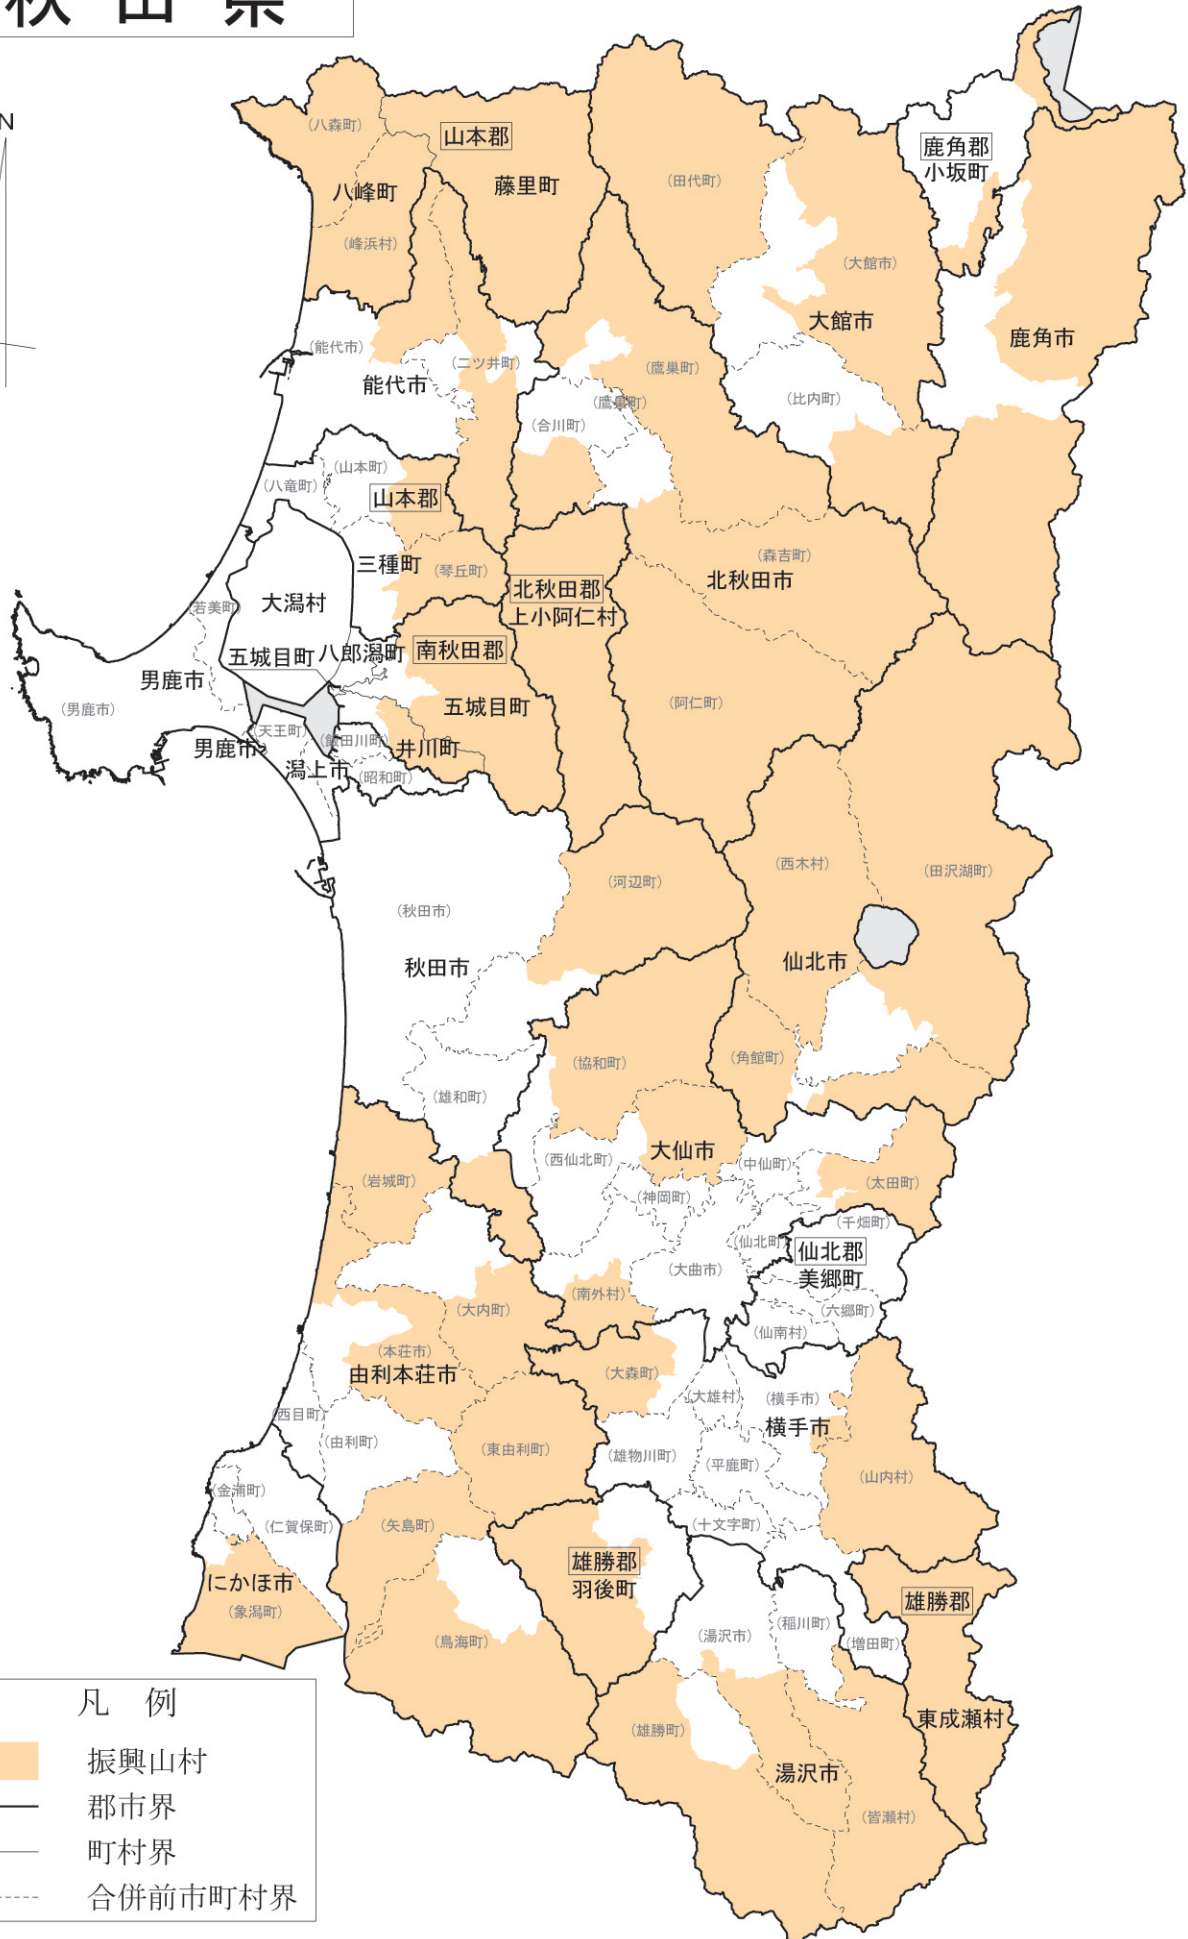 秋田県
N
(八森町)
山本郡
鹿角郡
小坂町
八峰町
藤里町
(田代町)
(峰浜村)
(大館市)
大館市
鹿角市
(能代市)
(二ツ井町)
(鷹巣町)
能代市
(鷹巣町)
(比内町)
(合川町)
(山本町)
(八竜町)
山本郡
(森吉町)
三種町
(琴丘町)
北秋田市
北秋田郡
上小阿仁村
大潟村
(若美町)
五城目町
八郎潟町
南秋田郡
男鹿市
(男鹿市)
五城目町
(阿仁町)
(天王町)
(飯田川町)
男鹿市
井川町
潟上市
(昭和町)
(西木村)
(田沢湖町)
(河辺町)
(秋田市)
秋田市
仙北市
(協和町)
(角館町)
(雄和町)
大仙市
(西仙北町)
(中仙町)
(岩城町)
(太田町)
(神岡町)
(千畑町)
(仙北町)
仙北郡
美郷町
(大曲市)
(南外村)
(大内町)
(六郷町)
(仙南村)
(本荘市)
由利本荘市
(大森町)
(大雄村)
(横手市)
横手市
(西目町)
(由利町)
(東由利町)
(雄物川町)
(平鹿町)
(山内村)
(金浦町)
(仁賀保町)
(矢島町)
(十文字町)
雄勝郡
羽後町
にかほ市
(象潟町)
雄勝郡
(湯沢市)
(稲川町)
(増田町)
(鳥海町)
東成瀬村
(雄勝町)
湯沢市
(皆瀬村)
凡 例
振興山村
郡市界
町村界
合併前市町村界